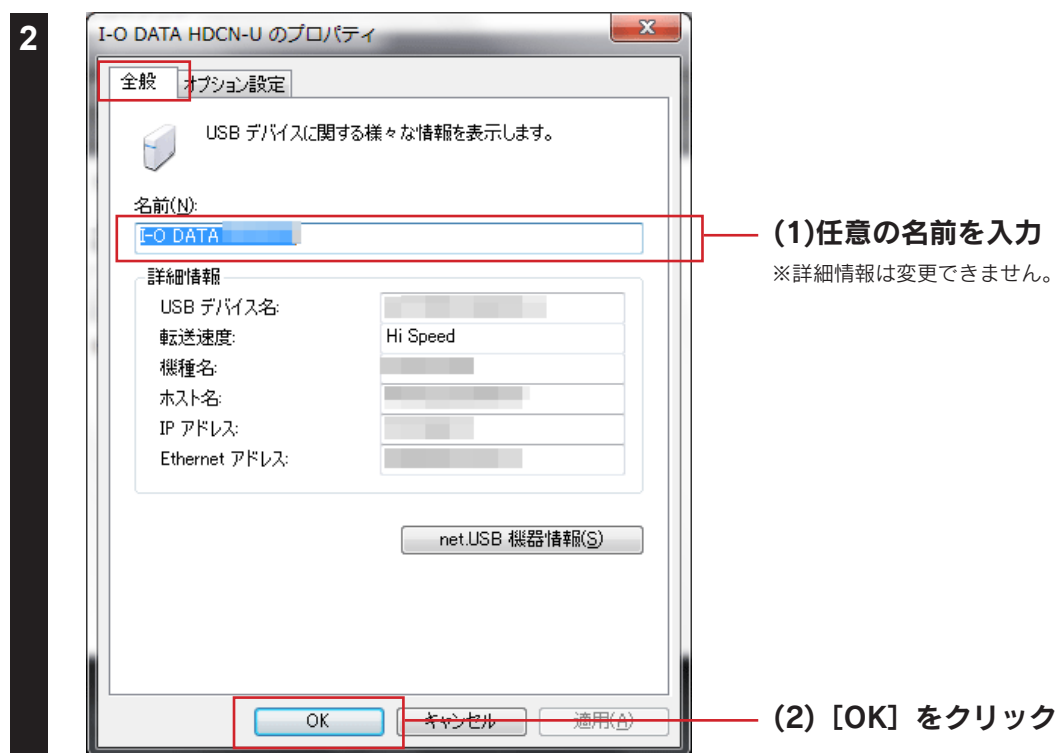 2
I-O DATA HDCN-U のプロパティ
全般 オプション設定
USB デバイスに関する様々な情報を表示します。
名前(N):
I-O DATA
(1)任意の名前を入力
※詳細情報は変更できません。
詳細情報
USB デバイス名:
転送速度: Hi Speed
機種名:
ホスト名:
IP アドレス:
Ethernet アドレス:
net.USB 機器情報(S)
OK キャンセル 適用(A)
(2)［OK］をクリック